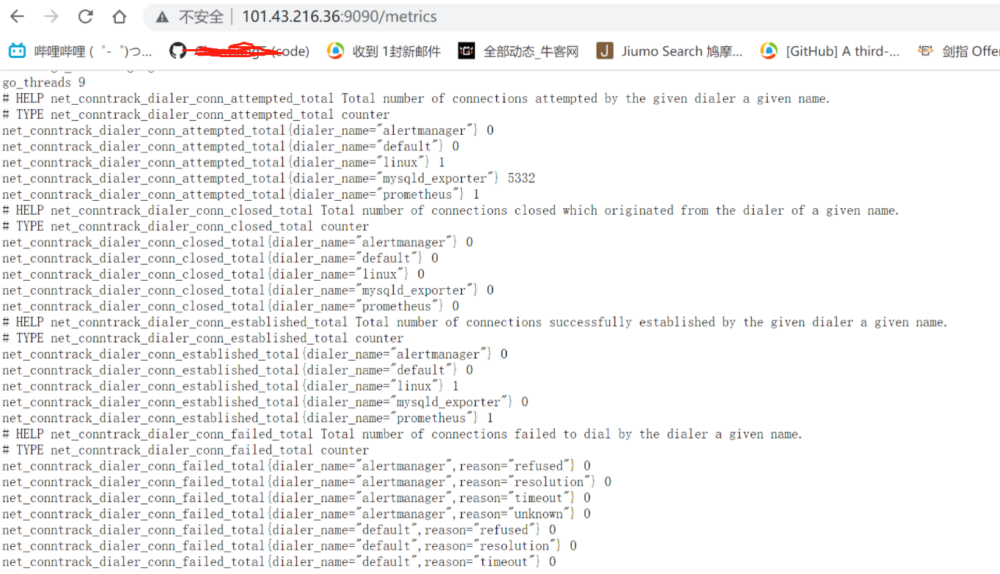 不安全 101.43.216.36:9090/metrics
哔哩哔哩 (゜-゜)つ... (code) 收到 1封新邮件 全部动态_牛客网 Jiumo Search 鸠摩... [GitHub] A third-... 剑指 Offer
go_threads 9
# HELP net_conntrack_dialer_conn_attempted_total Total number of connections attempted by the given dialer a given name.
# TYPE net_conntrack_dialer_conn_attempted_total counter
net_conntrack_dialer_conn_attempted_total{dialer_name="alertmanager"} 0
net_conntrack_dialer_conn_attempted_total{dialer_name="default"} 0
net_conntrack_dialer_conn_attempted_total{dialer_name="linux"} 1
net_conntrack_dialer_conn_attempted_total{dialer_name="mysqld_exporter"} 5332
net_conntrack_dialer_conn_attempted_total{dialer_name="prometheus"} 1
# HELP net_conntrack_dialer_conn_closed_total Total number of connections closed which originated from the dialer of a given name.
# TYPE net_conntrack_dialer_conn_closed_total counter
net_conntrack_dialer_conn_closed_total{dialer_name="alertmanager"} 0
net_conntrack_dialer_conn_closed_total{dialer_name="default"} 0
net_conntrack_dialer_conn_closed_total{dialer_name="linux"} 0
net_conntrack_dialer_conn_closed_total{dialer_name="mysqld_exporter"} 0
net_conntrack_dialer_conn_closed_total{dialer_name="prometheus"} 0
# HELP net_conntrack_dialer_conn_established_total Total number of connections successfully established by the given dialer a given name.
# TYPE net_conntrack_dialer_conn_established_total counter
net_conntrack_dialer_conn_established_total{dialer_name="alertmanager"} 0
net_conntrack_dialer_conn_established_total{dialer_name="default"} 0
net_conntrack_dialer_conn_established_total{dialer_name="linux"} 1
net_conntrack_dialer_conn_established_total{dialer_name="mysqld_exporter"} 0
net_conntrack_dialer_conn_established_total{dialer_name="prometheus"} 1
# HELP net_conntrack_dialer_conn_failed_total Total number of connections failed to dial by the dialer a given name.
# TYPE net_conntrack_dialer_conn_failed_total counter
net_conntrack_dialer_conn_failed_total{dialer_name="alertmanager",reason="refused"} 0
net_conntrack_dialer_conn_failed_total{dialer_name="alertmanager",reason="resolution"} 0
net_conntrack_dialer_conn_failed_total{dialer_name="alertmanager",reason="timeout"} 0
net_conntrack_dialer_conn_failed_total{dialer_name="alertmanager",reason="unknown"} 0
net_conntrack_dialer_conn_failed_total{dialer_name="default",reason="refused"} 0
net_conntrack_dialer_conn_failed_total{dialer_name="default",reason="resolution"} 0
net_conntrack_dialer_conn_failed_total{dialer_name="default",reason="timeout"} 0